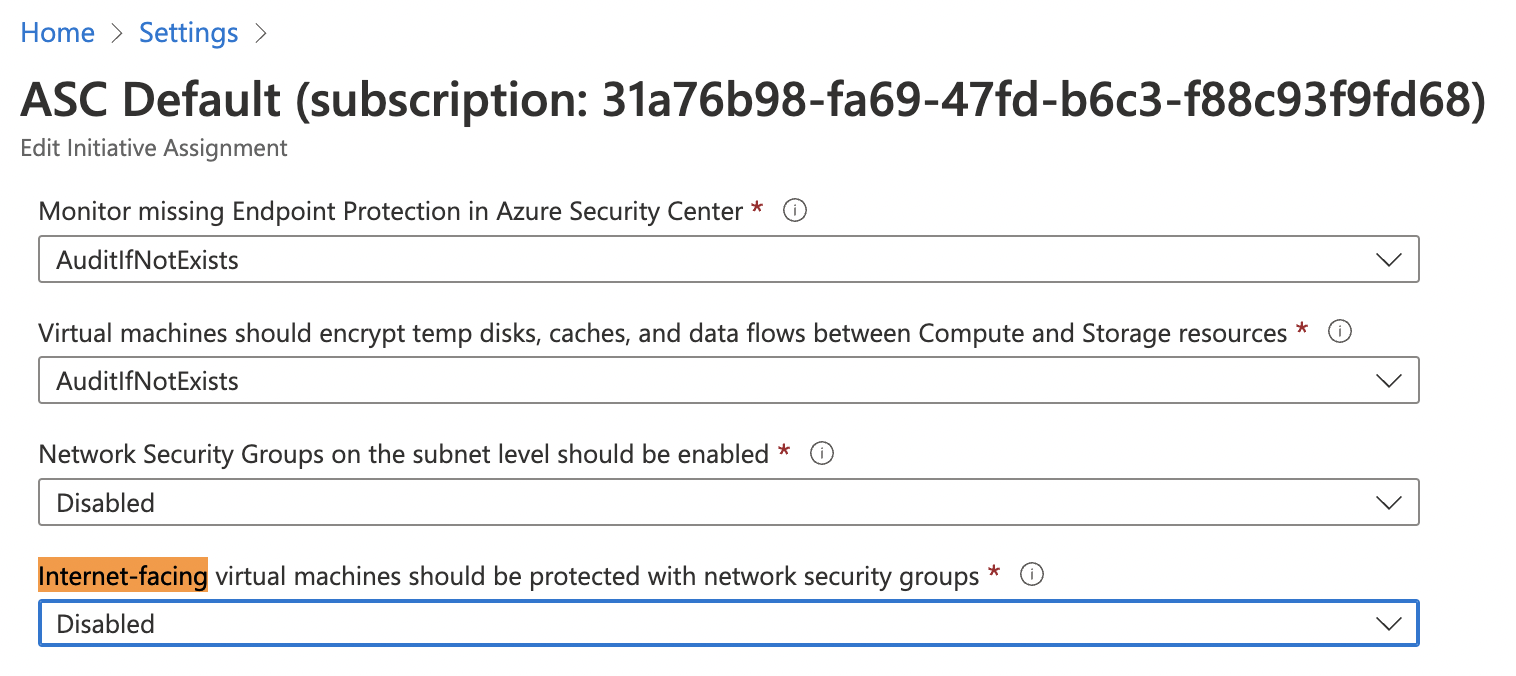 Home > Settings >
ASC Default (subscription: 31a76b98-fa69-47fd-b6c3-f88c93f9fd68)
Edit Initiative Assignment
Monitor missing Endpoint Protection in Azure Security Center *
AuditIfNotExists
Virtual machines should encrypt temp disks, caches, and data flows between Compute and Storage resources *
AuditIfNotExists
Network Security Groups on the subnet level should be enabled *
Disabled
Internet-facing virtual machines should be protected with network security groups *
Disabled